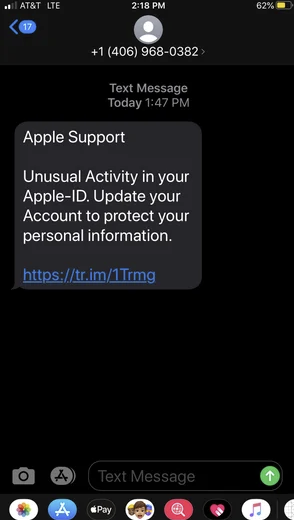 AT&T LTE 2:18 PM 62%
17
+1 (406) 968-0382
Text Message
Today 1:47 PM
Apple Support
Unusual Activity in your
Apple-ID. Update your
Account to protect your
personal information.
https://tr.im/1Trmg
Text Message
Pay